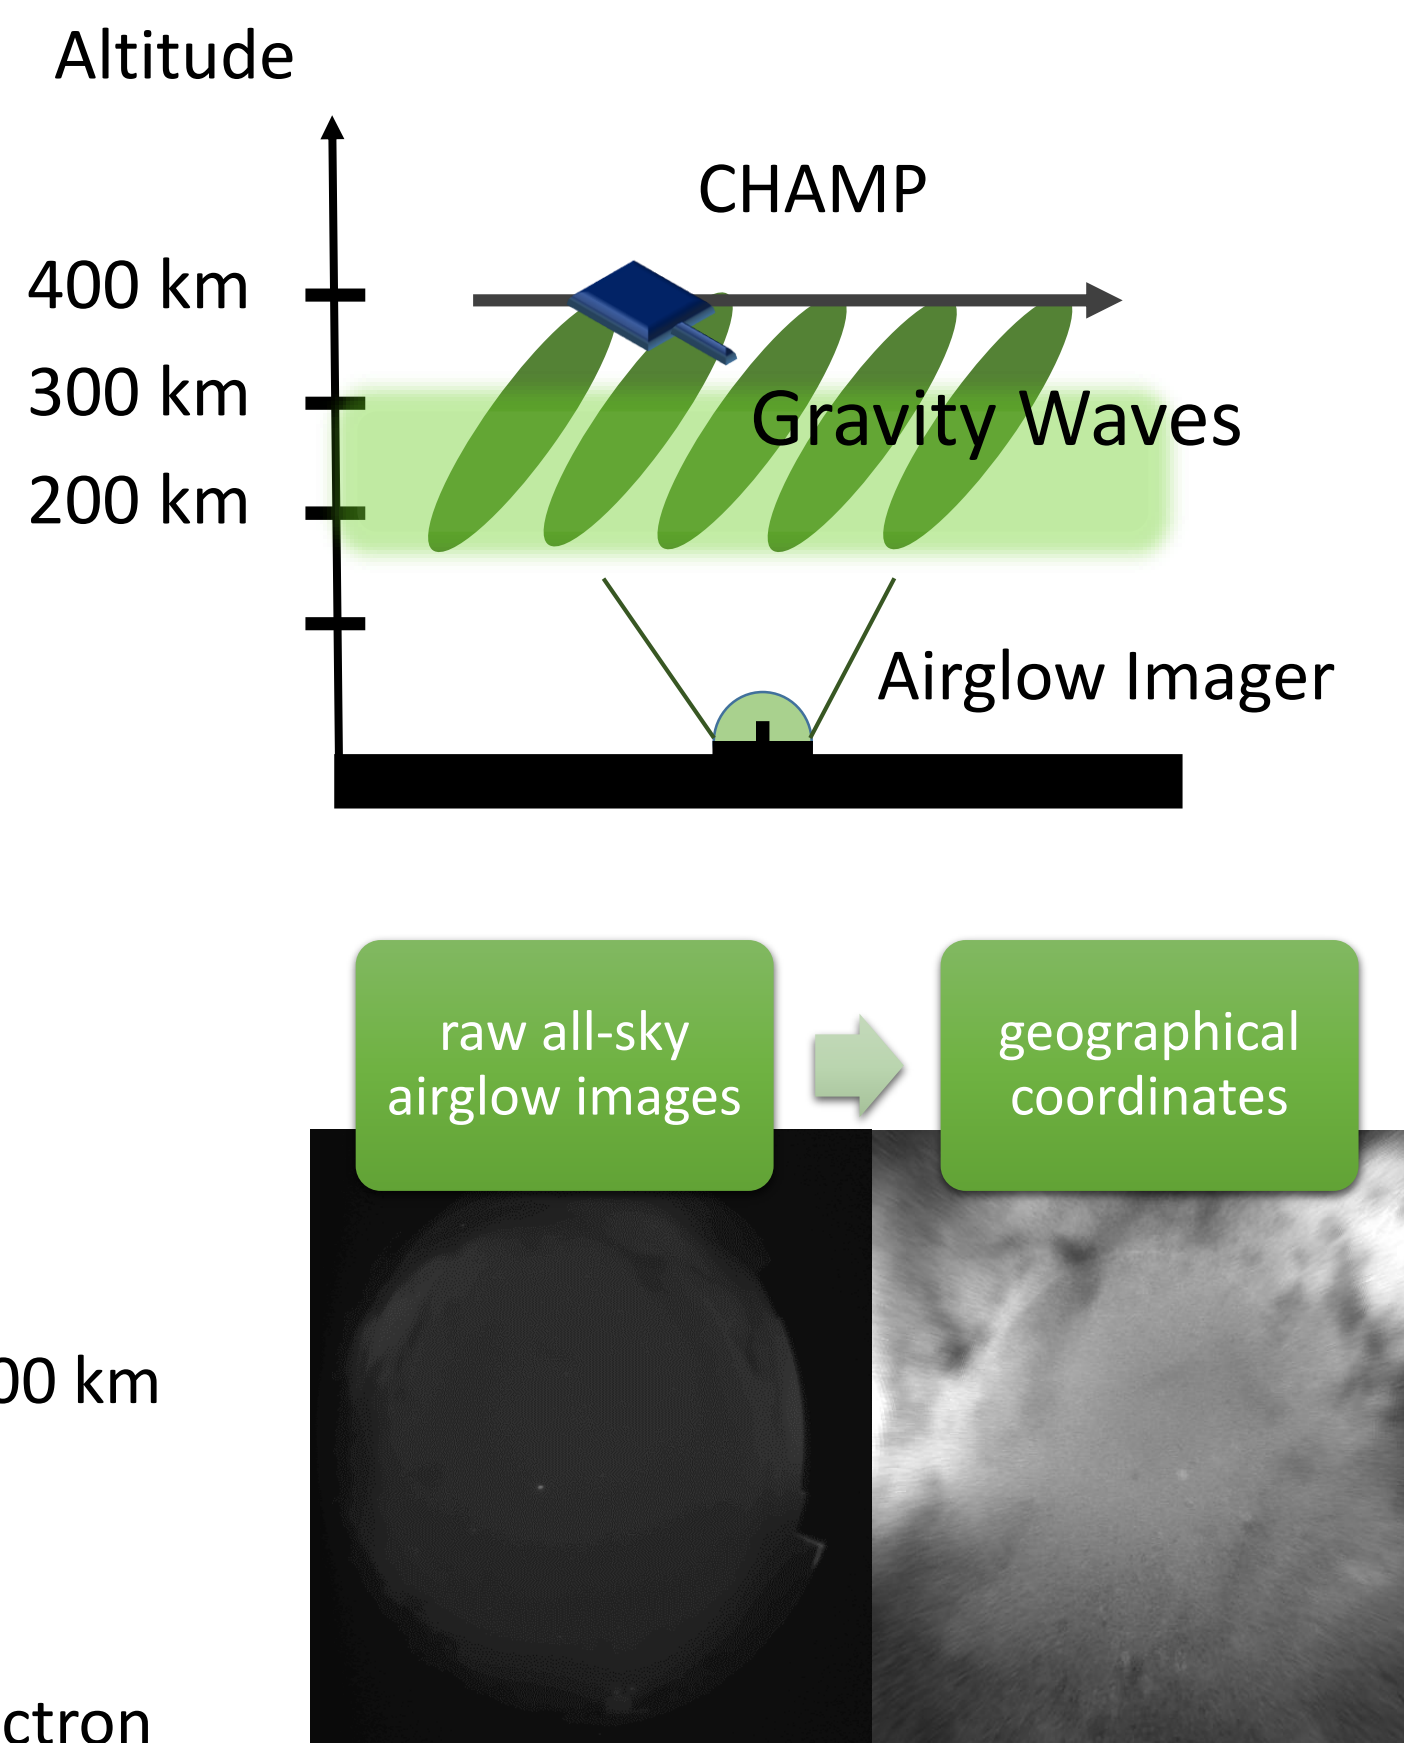 Altitude
CHAMP
400 km
300 km
Gravity Waves
200 km
Airglow Imager
raw all-sky
airglow images
geographical
coordinates
00 km
ctron